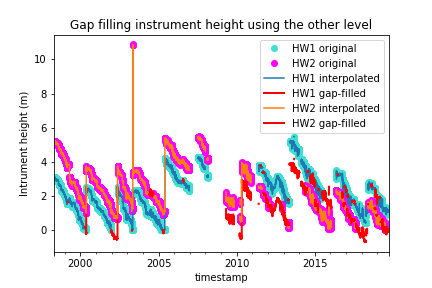 Gap filling instrument height using the other level
Intrument height (m)
10
8
6
4
2
0
HW1 original
HW2 original
HW1 interpolated
HW1 gap-filled
HW2 interpolated
HW2 gap-filled
2000 2005 2010 2015
timestamp